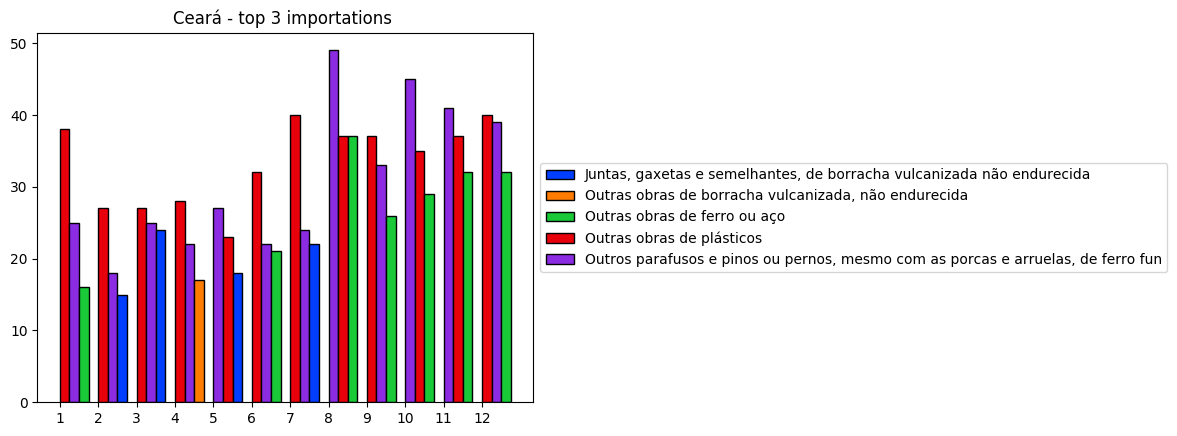 Ceará - top 3 importations
50
40
30
20
10
0
1 2 3 4 5 6 7 8 9 10 11 12
Juntas, gaxetas e semelhantes, de borracha vulcanizada não endurecida
Outras obras de borracha vulcanizada, não endurecida
Outras obras de ferro ou aço
Outras obras de plásticos
Outros parafusos e pinos ou pernos, mesmo com as porcas e arruelas, de ferro fun